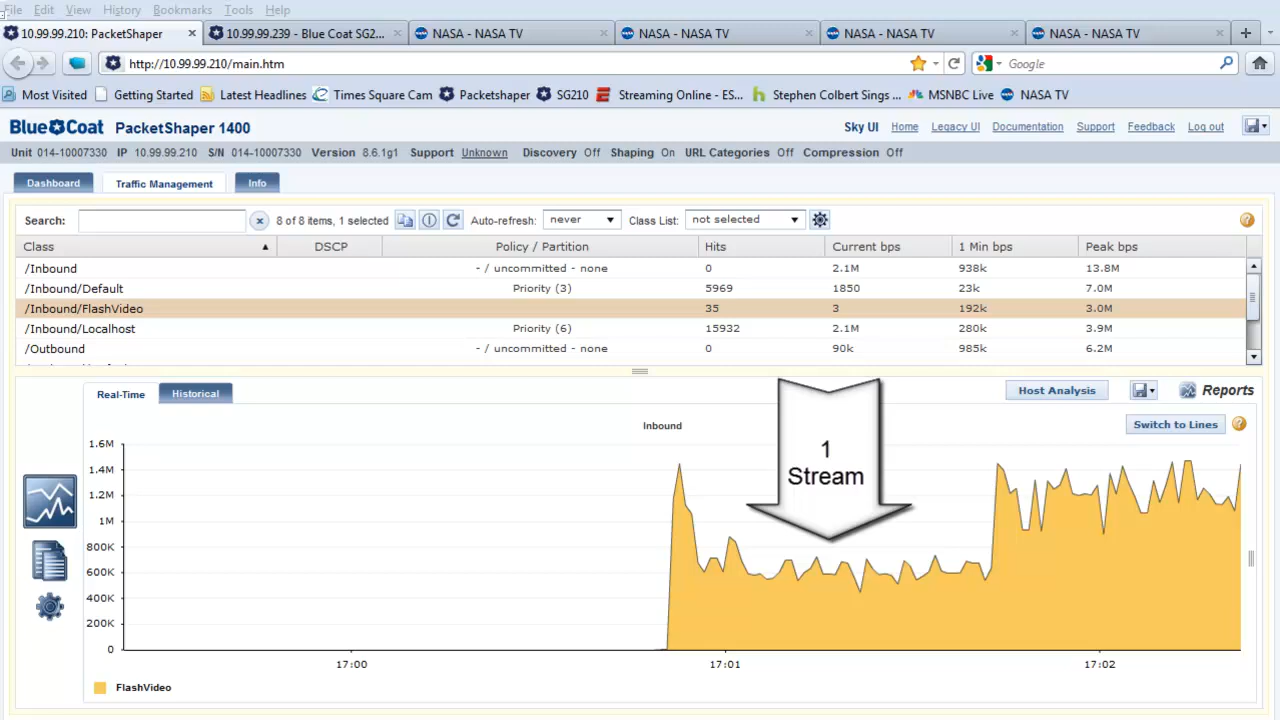 File Edit View History Bookmarks Tools Help
10.99.99.210: PacketShaper × 10.99.99.239 - Blue Coat SG2... × NASA - NASA TV × NASA - NASA TV × NASA - NASA TV × NASA - NASA TV × +
http://10.99.99.210/main.htm Google
Most Visited Getting Started Latest Headlines Times Square Cam Packetshaper SG210 Streaming Online - ES... Stephen Colbert Sings ... MSNBC Live NASA TV
Blue Coat PacketShaper 1400 Sky UI Home Legacy UI Documentation Support Feedback Log out
Unit 014-10007330 IP 10.99.99.210 S/N 014-10007330 Version 8.6.1g1 Support Unknown Discovery Off Shaping On URL Categories Off Compression Off
Dashboard Traffic Management Info
Search: 8 of 8 items, 1 selected Auto-refresh: never Class List: not selected
Class DSCP Policy / Partition Hits Current bps 1 Min bps Peak bps
/Inbound - / uncommitted - none 0 2.1M 938k 13.8M
/Inbound/Default Priority (3) 5969 1850 23k 7.0M
/Inbound/FlashVideo 35 3 192k 3.0M
/Inbound/Localhost Priority (6) 15932 2.1M 280k 3.9M
/Outbound - / uncommitted - none 0 90k 985k 6.2M
Real-Time Historical Host Analysis Reports
Inbound Switch to Lines
1
Stream
1.6M
1.4M
1.2M
1M
800K
600K
400K
200K
0
17:00 17:01 17:02
FlashVideo